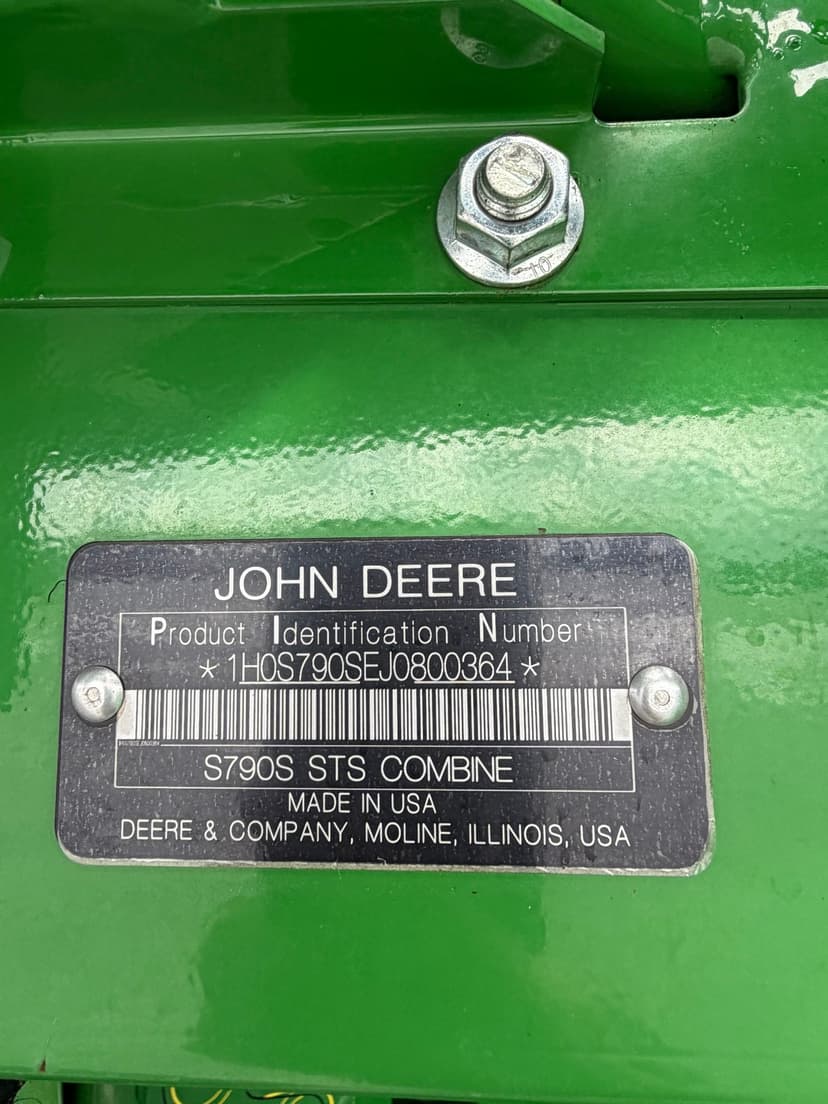 JOHN DEERE
Product Identification Number
*1H0S790SEJ0800364*
S790S STS COMBINE
MADE IN USA
DEERE & COMPANY, MOLINE, ILLINOIS, USA